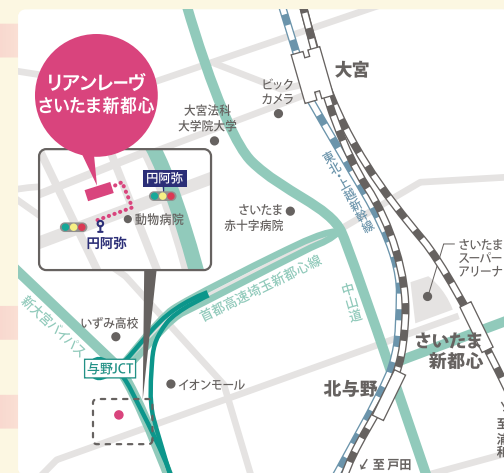 リアンレーヴ
さいたま新都心
大宮
ビック
カメラ
大宮法科
大学院大学
東北・上越新幹線
円阿弥
動物病院
円阿弥
さいたま
赤十字病院
さいたま
スーパー
アリーナ
首都高速埼玉新都心線
中山道
新大宮バイパス
いずみ高校
さいたま
新都心
与野JCT
イオンモール
北与野
至戸田
至浦和